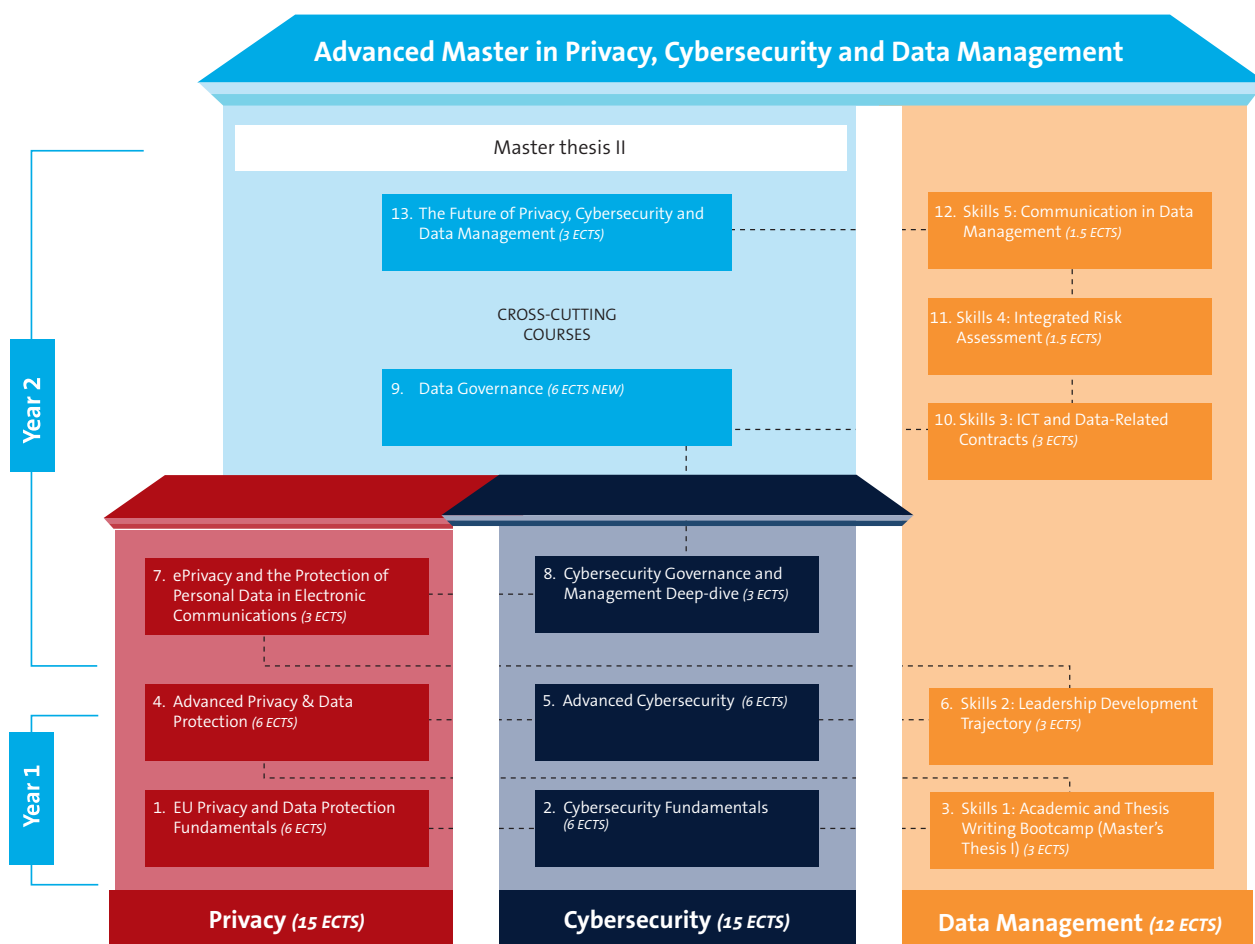 Advanced Master in Privacy, Cybersecurity and Data Management
Master thesis II
13. The Future of Privacy, Cybersecurity and
Data Management (3 ECTS)
12. Skills 5: Communication in Data
Management (1.5 ECTS)
CROSS-CUTTING
COURSES
11. Skills 4: Integrated Risk
Assessment (1.5 ECTS)
Year 2
9. Data Governance (6 ECTS NEW)
10. Skills 3: ICT and Data-Related
Contracts (3 ECTS)
7. ePrivacy and the Protection of
Personal Data in Electronic
Communications (3 ECTS)
8. Cybersecurity Governance and
Management Deep-dive (3 ECTS)
4. Advanced Privacy & Data
Protection (6 ECTS)
5. Advanced Cybersecurity (6 ECTS)
6. Skills 2: Leadership Development
Trajectory (3 ECTS)
Year 1
1. EU Privacy and Data Protection
Fundamentals (6 ECTS)
2. Cybersecurity Fundamentals
(6 ECTS)
3. Skills 1: Academic and Thesis
Writing Bootcamp (Master's
Thesis I) (3 ECTS)
Privacy (15 ECTS)
Cybersecurity (15 ECTS)
Data Management (12 ECTS)